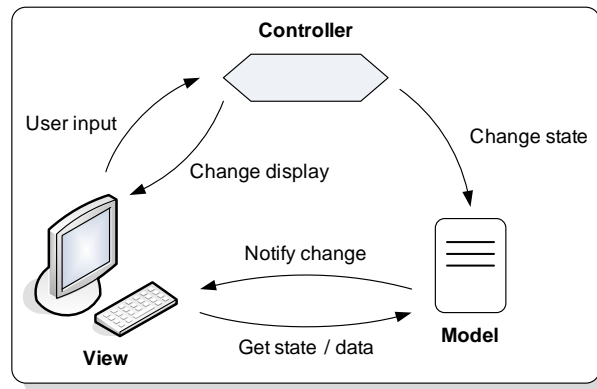 Controller
User input
Change state
Change display
Notify change
Model
View
Get state / data